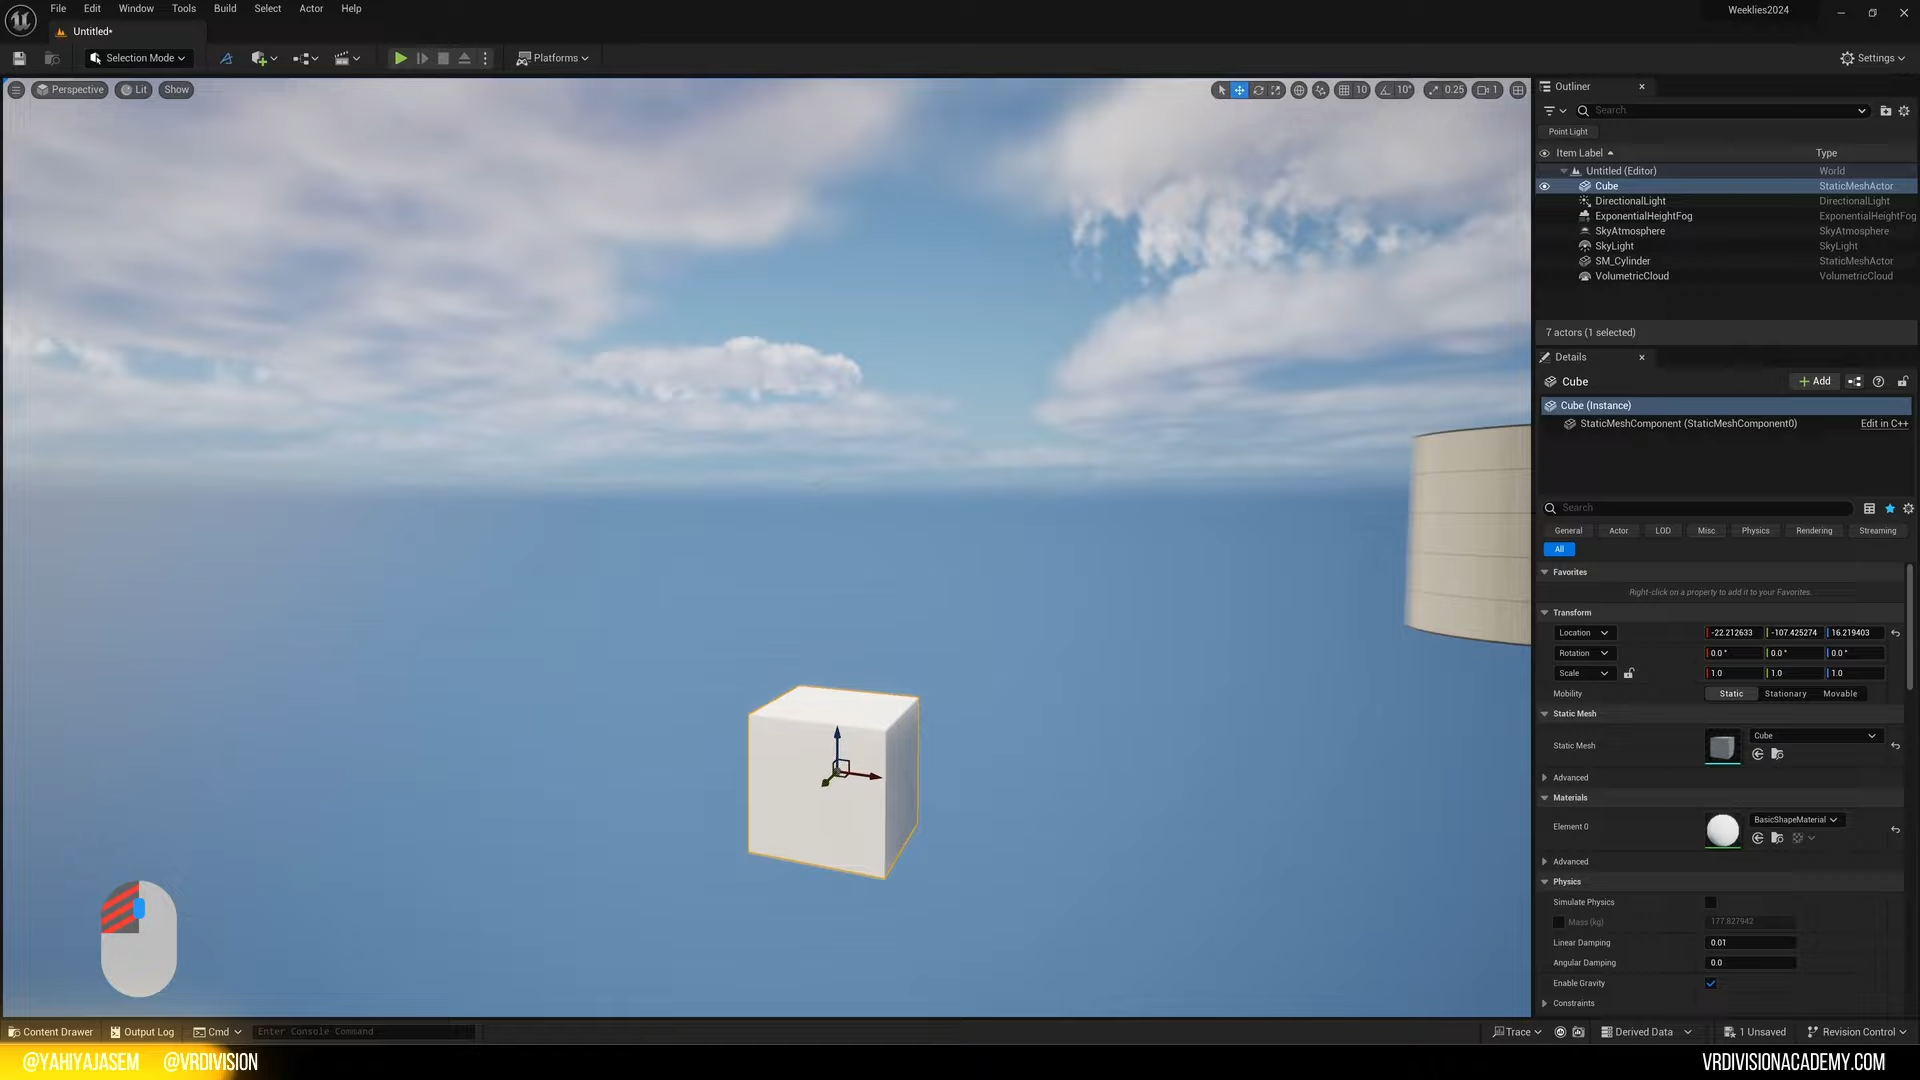 File Edit Window Tools Build Select Actor Help
Weeklies2024
Untitled*
Selection Mode
Platforms
Settings
Perspective Lit Show
10 10° 0.25 1
Outliner
Search
Point Light
Item Label Type
Untitled (Editor) World
Cube StaticMeshActor
DirectionalLight DirectionalLight
ExponentialHeightFog ExponentialHeightFog
SkyAtmosphere SkyAtmosphere
SkyLight SkyLight
SM_Cylinder StaticMeshActor
VolumetricCloud VolumetricCloud
7 actors (1 selected)
Details
Cube
Add
Cube (Instance)
StaticMeshComponent (StaticMeshComponent0) Edit in C++
Search
General Actor LOD Misc Physics Rendering Streaming
All
Favorites
Right-click on a property to add it to your Favorites.
Transform
Location -22.212633 -107.425274 16.219403
Rotation 0.0° 0.0° 0.0°
Scale 1.0 1.0 1.0
Mobility Static Stationary Movable
Static Mesh
Static Mesh Cube
Advanced
Materials
Element 0 BasicShapeMaterial
Advanced
Physics
Simulate Physics
Mass (kg) 177.827942
Linear Damping 0.01
Angular Damping 0.0
Enable Gravity
Constraints
Content Drawer Output Log Cmd Enter Console Command
Trace Derived Data 1 Unsaved Revision Control
@YAHIYAJASEM @VRDIVISION
VRDIVISIONACADEMY.COM